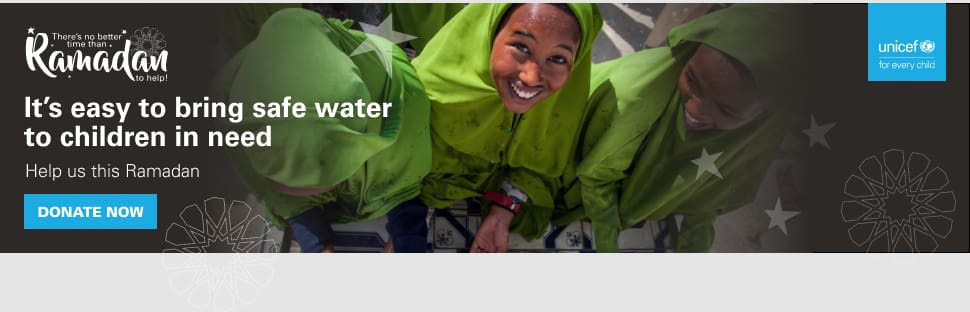 There's no better
time than
Ramadan
to help!
It's easy to bring safe water
to children in need
Help us this Ramadan
DONATE NOW
unicef
for every child